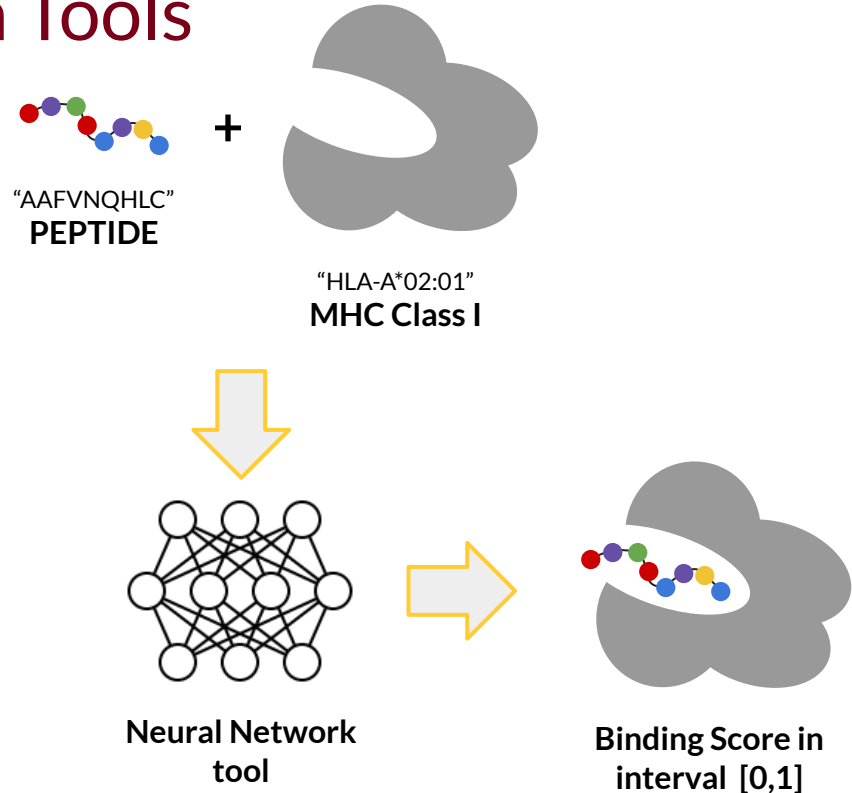 Tools
+
“AAFVNQHLC”
PEPTIDE
“HLA-A*02:01”
MHC Class I
Neural Network
tool
Binding Score in
interval [0,1]